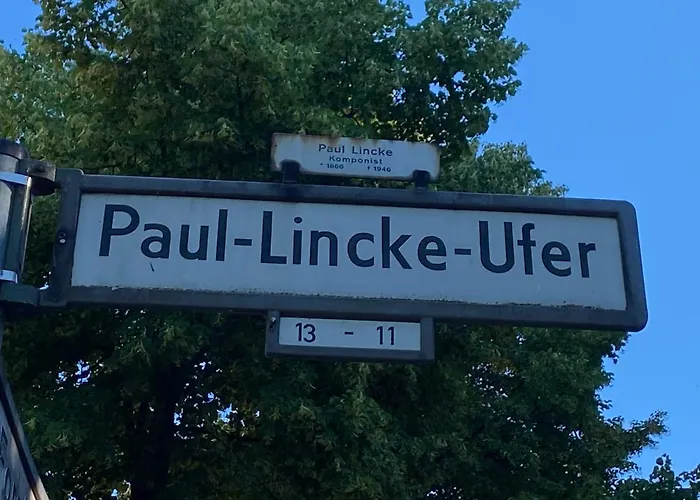 Paul Lincke
Komponist
* 1866 † 1946
Paul-Lincke-Ufer
13 - 11